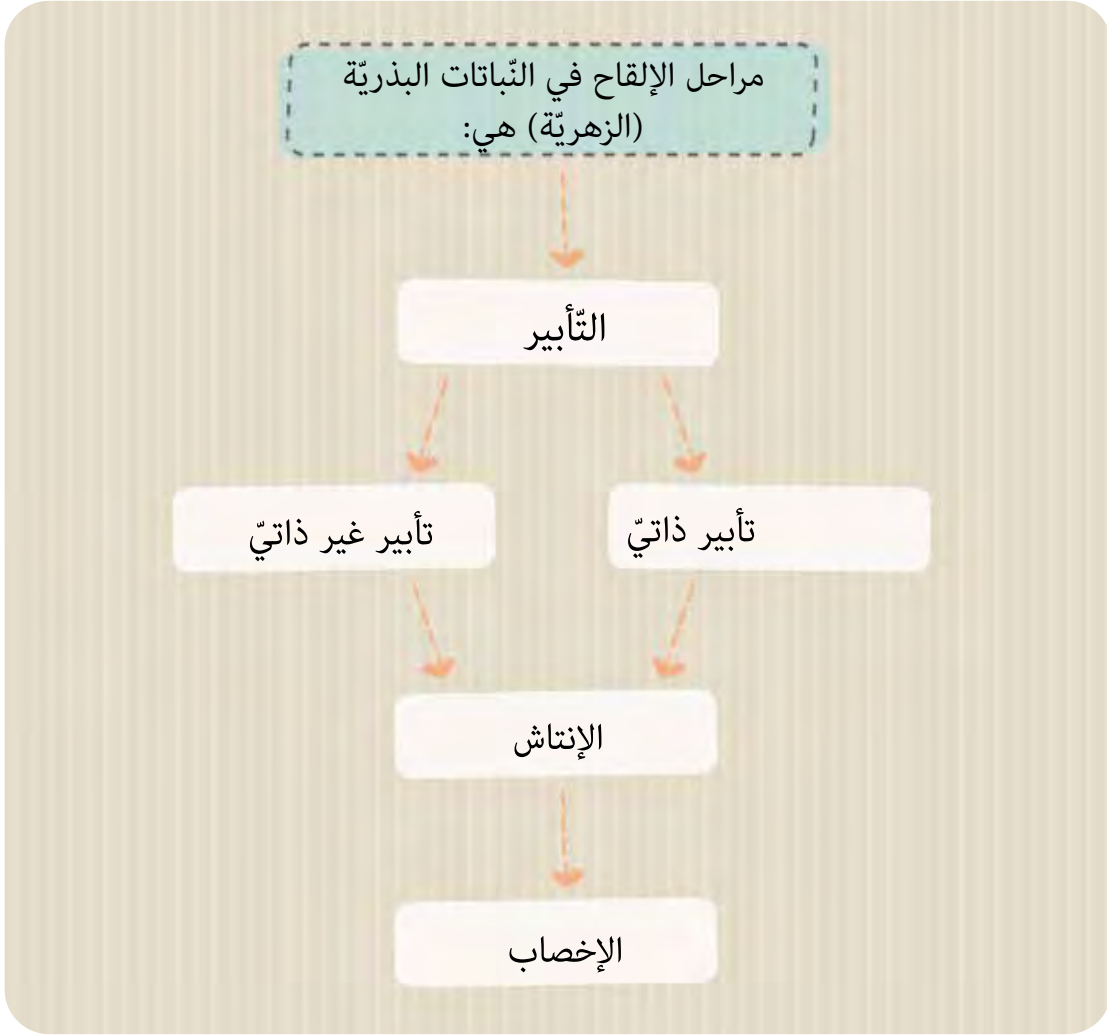 مراحل الإلقاح في النّباتات البذريّة
(الزهريّة) هي:
التّأبير
تأبير ذاتيّ
تأبير غير ذاتيّ
الإنتاش
الإخصاب